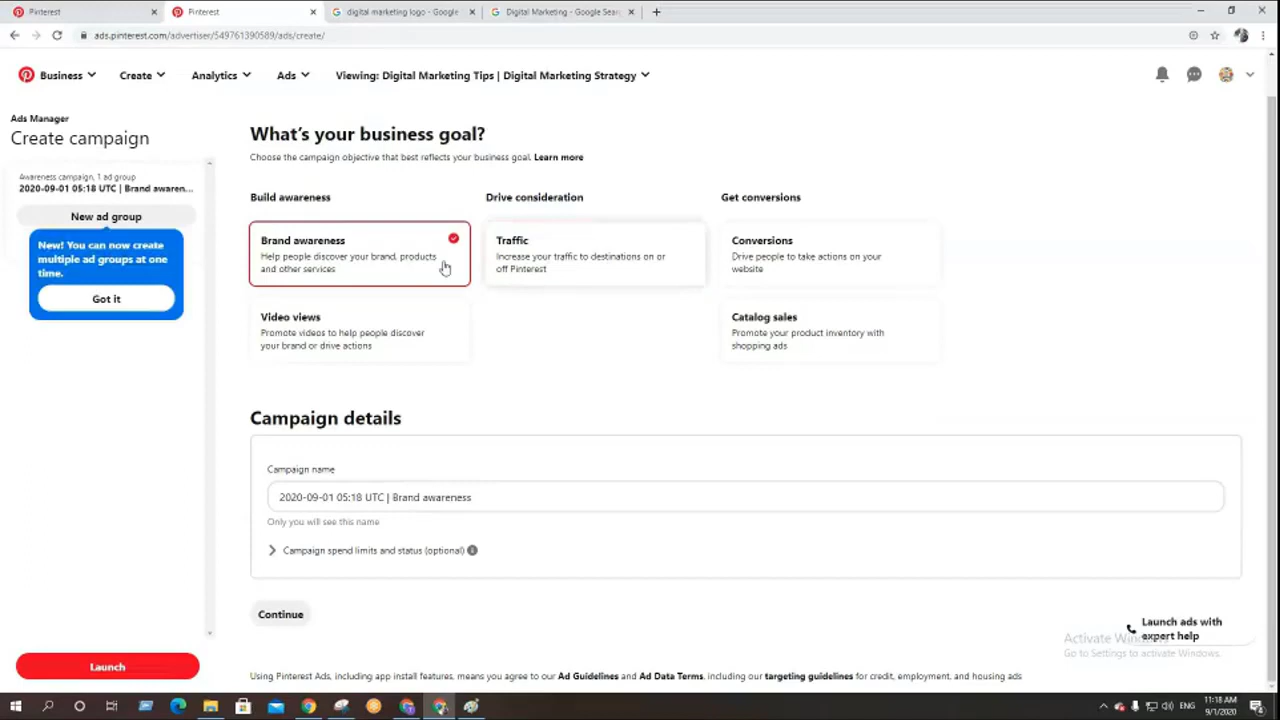 Pinterest
Pinterest
digital marketing logo - Google
Digital Marketing - Google Sear
ads.pinterest.com/advertiser/549761390589/ads/create/
Business
Create
Analytics
Ads
Viewing: Digital Marketing Tips | Digital Marketing Strategy
Ads Manager
Create campaign
Awareness campaign, 1 ad group
2020-09-01 05:18 UTC | Brand awaren...
New ad group
New! You can now create
multiple ad groups at one
time.
Got it
Launch
What's your business goal?
Choose the campaign objective that best reflects your business goal. Learn more
Build awareness
Brand awareness
Help people discover your brand, products
and other services
Video views
Promote videos to help people discover
your brand or drive actions
Drive consideration
Traffic
Increase your traffic to destinations on or
off Pinterest
Get conversions
Conversions
Drive people to take actions on your
website
Catalog sales
Promote your product inventory with
shopping ads
Campaign details
Campaign name
2020-09-01 05:18 UTC | Brand awareness
Only you will see this name
Campaign spend limits and status (optional)
Continue
Launch ads with
expert help
Activate Windows
Go to Settings to activate Windows.
Using Pinterest Ads, including app install features, means you agree to our Ad Guidelines and Ad Data Terms, including our targeting guidelines for credit, employment, and housing ads
ENG
11:18 AM
9/1/2020